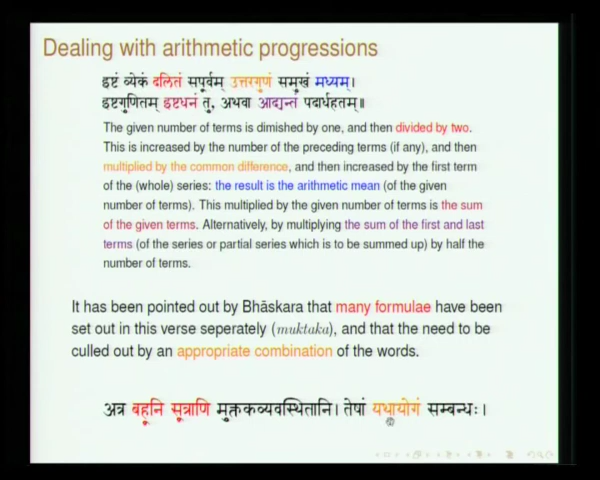 Dealing with arithmetic progressions
इष्टं व्येकं दलितं सपूर्वम् उत्तरगुणं समुखं मध्यम्।
इष्टगुणितम् इष्टधनं तु, अथवा आद्यन्तं पदार्धहतम्॥
The given number of terms is dimished by one, and then divided by two.
This is increased by the number of the preceding terms (if any), and then
multiplied by the common difference, and then increased by the first term
of the (whole) series: the result is the arithmetic mean (of the given
number of terms). This multiplied by the given number of terms is the sum
of the given terms. Alternatively, by multiplying the sum of the first and last
terms (of the series or partial series which is to be summed up) by half the
number of terms.
It has been pointed out by Bhāskara that many formulae have been
set out in this verse seperately (muktaka), and that the need to be
culled out by an appropriate combination of the words.
अत्र बहूनि सूत्राणि मुक्तकव्यवस्थितानि। तेषां यथायोगं सम्बन्धः।